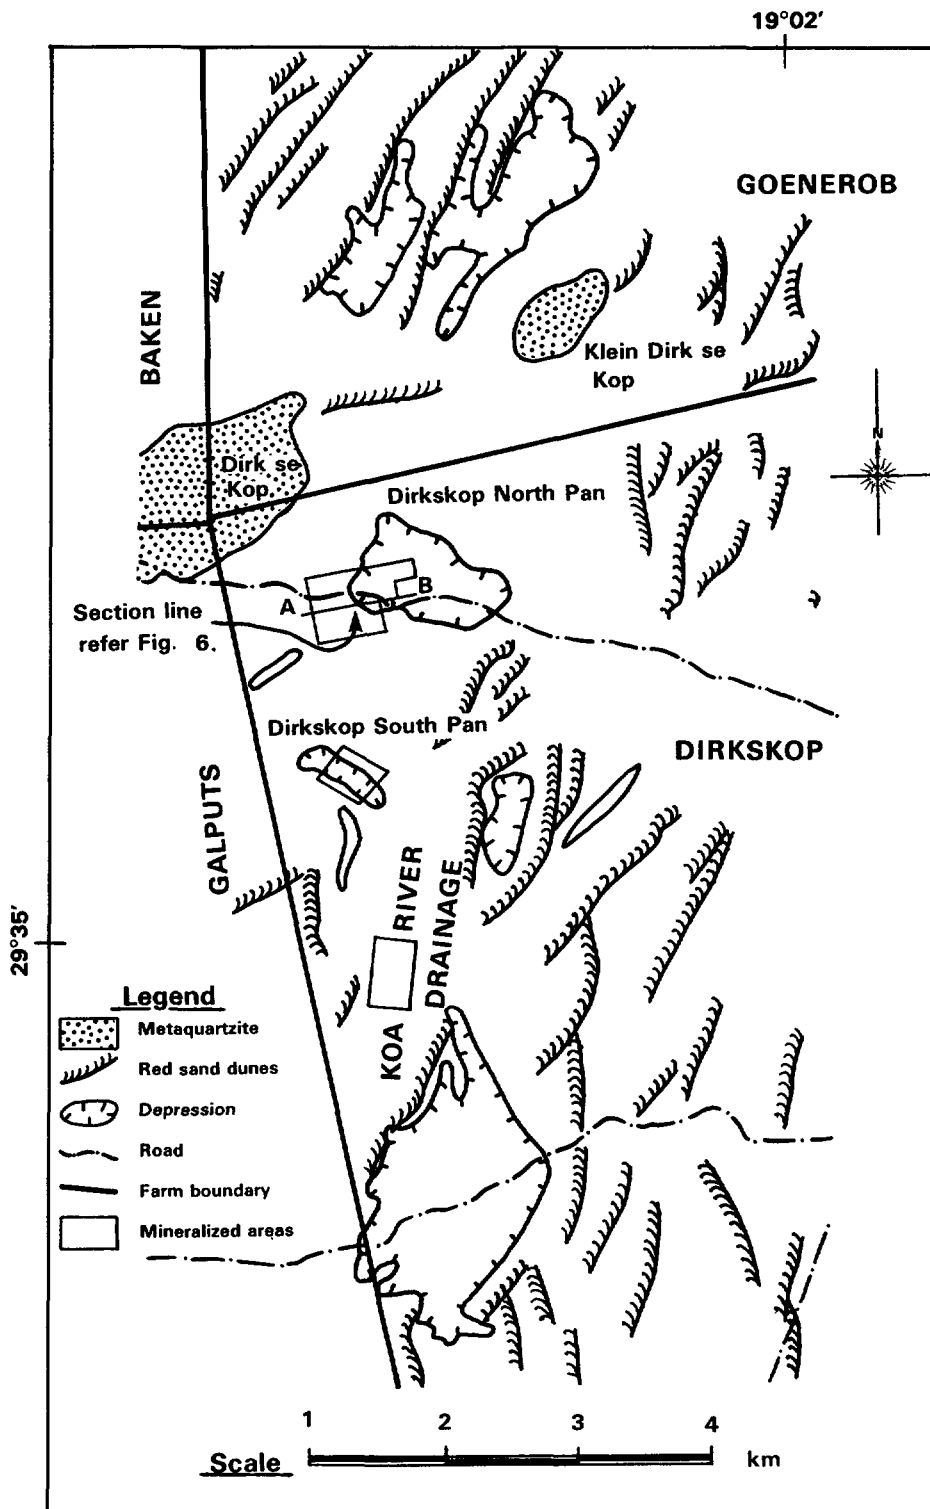 19°02′
GOENEROB
BAKEN
Klein Dirk se
Kop
Dirk se
Kop
N
Dirkskop North Pan
A
B
Section line
refer Fig. 6.
Dirkskop South Pan
DIRKSKOP
GALPUTS
KOA RIVER
DRAINAGE
29°35′
Legend
Metaquartzite
Red sand dunes
Depression
Road
Farm boundary
Mineralized areas
1 2 3 4
Scale km